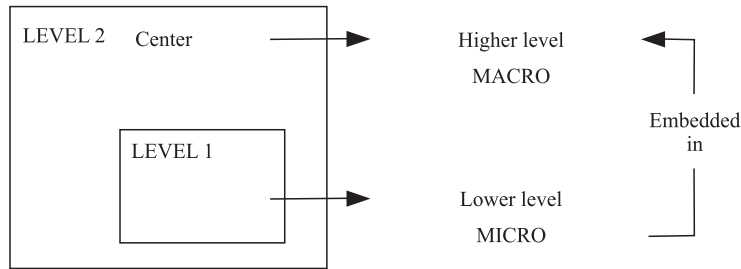 LEVEL 2 Center
Higher level
MACRO
Embedded
in
LEVEL 1
Lower level
MICRO